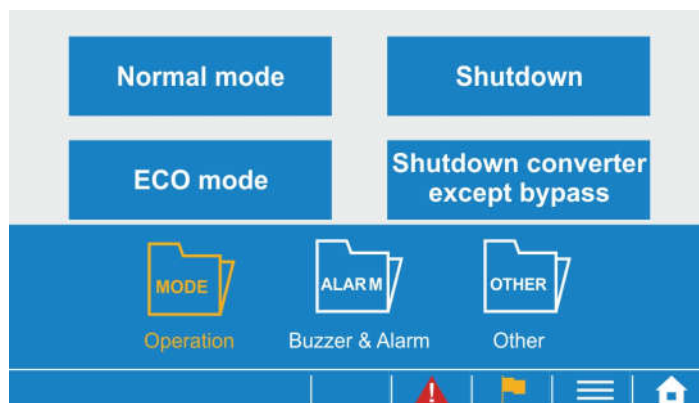 Normal mode
Shutdown
ECO mode
Shutdown converter
except bypass
MODE
ALARM
OTHER
Operation
Buzzer & Alarm
Other
!